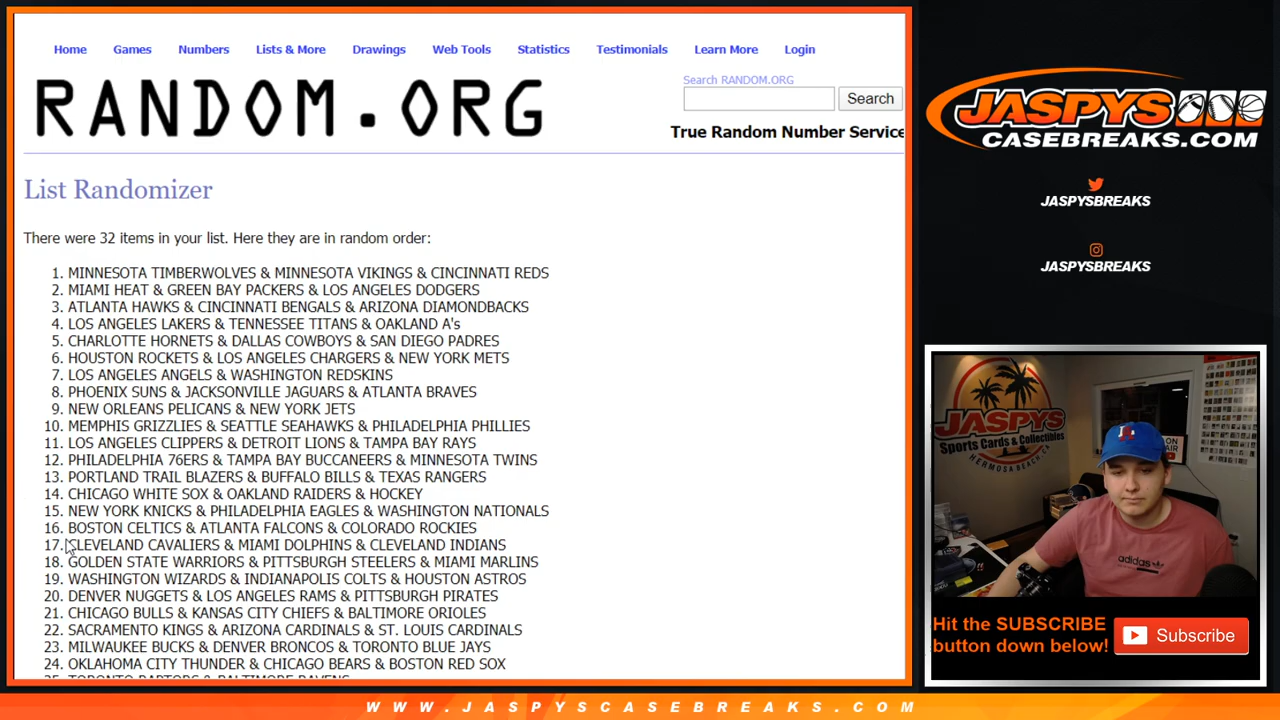 Home Games Numbers Lists & More Drawings Web Tools Statistics Testimonials Learn More Login
RANDOM.ORG
Search RANDOM.ORG
Search
True Random Number Service
List Randomizer
There were 32 items in your list. Here they are in random order:
1. MINNESOTA TIMBERWOLVES & MINNESOTA VIKINGS & CINCINNATI REDS
2. MIAMI HEAT & GREEN BAY PACKERS & LOS ANGELES DODGERS
3. ATLANTA HAWKS & CINCINNATI BENGALS & ARIZONA DIAMONDBACKS
4. LOS ANGELES LAKERS & TENNESSEE TITANS & OAKLAND A's
5. CHARLOTTE HORNETS & DALLAS COWBOYS & SAN DIEGO PADRES
6. HOUSTON ROCKETS & LOS ANGELES CHARGERS & NEW YORK METS
7. LOS ANGELES ANGELS & WASHINGTON REDSKINS
8. PHOENIX SUNS & JACKSONVILLE JAGUARS & ATLANTA BRAVES
9. NEW ORLEANS PELICANS & NEW YORK JETS
10. MEMPHIS GRIZZLIES & SEATTLE SEAHAWKS & PHILADELPHIA PHILLIES
11. LOS ANGELES CLIPPERS & DETROIT LIONS & TAMPA BAY RAYS
12. PHILADELPHIA 76ERS & TAMPA BAY BUCCANEERS & MINNESOTA TWINS
13. PORTLAND TRAIL BLAZERS & BUFFALO BILLS & TEXAS RANGERS
14. CHICAGO WHITE SOX & OAKLAND RAIDERS & HOCKEY
15. NEW YORK KNICKS & PHILADELPHIA EAGLES & WASHINGTON NATIONALS
16. BOSTON CELTICS & ATLANTA FALCONS & COLORADO ROCKIES
17. CLEVELAND CAVALIERS & MIAMI DOLPHINS & CLEVELAND INDIANS
18. GOLDEN STATE WARRIORS & PITTSBURGH STEELERS & MIAMI MARLINS
19. WASHINGTON WIZARDS & INDIANAPOLIS COLTS & HOUSTON ASTROS
20. DENVER NUGGETS & LOS ANGELES RAMS & PITTSBURGH PIRATES
21. CHICAGO BULLS & KANSAS CITY CHIEFS & BALTIMORE ORIOLES
22. SACRAMENTO KINGS & ARIZONA CARDINALS & ST. LOUIS CARDINALS
23. MILWAUKEE BUCKS & DENVER BRONCOS & TORONTO BLUE JAYS
24. OKLAHOMA CITY THUNDER & CHICAGO BEARS & BOSTON RED SOX
25. TORONTO RAPTORS & BALTIMORE RAVENS
JASPYS
CASEBREAKS.COM
JASPYSBREAKS
JASPYSBREAKS
JASPYS
Sports Cards & Collectibles
HERMOSA BEACH, CA
ON AIR
adidas
Hit the SUBSCRIBE
button down below!
Subscribe
WWW.JASPYSCASEBREAKS.COM